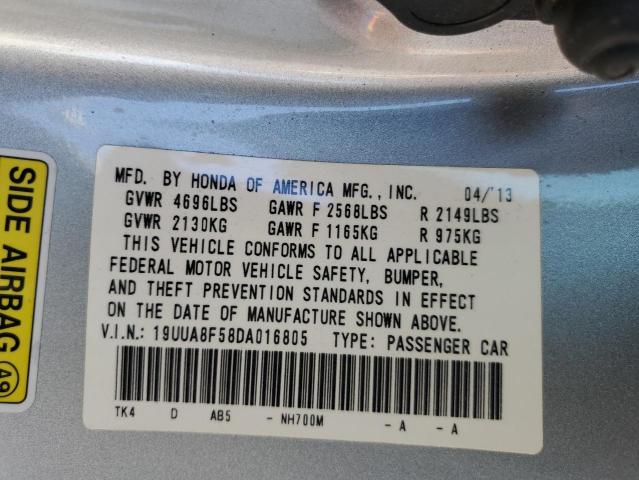 MFD. BY HONDA OF AMERICA MFG., INC. 04/'13
GVWR 4696LBS GAWR F 2568LBS R 2149LBS
GVWR 2130KG GAWR F 1165KG R 975KG
THIS VEHICLE CONFORMS TO ALL APPLICABLE
FEDERAL MOTOR VEHICLE SAFETY, BUMPER,
AND THEFT PREVENTION STANDARDS IN EFFECT
ON THE DATE OF MANUFACTURE SHOWN ABOVE.
V.I.N.: 19UUA8F58DA016805 TYPE: PASSENGER CAR
TK4 D AB5 - NH700M - A - A
SIDE AIRBAG A9